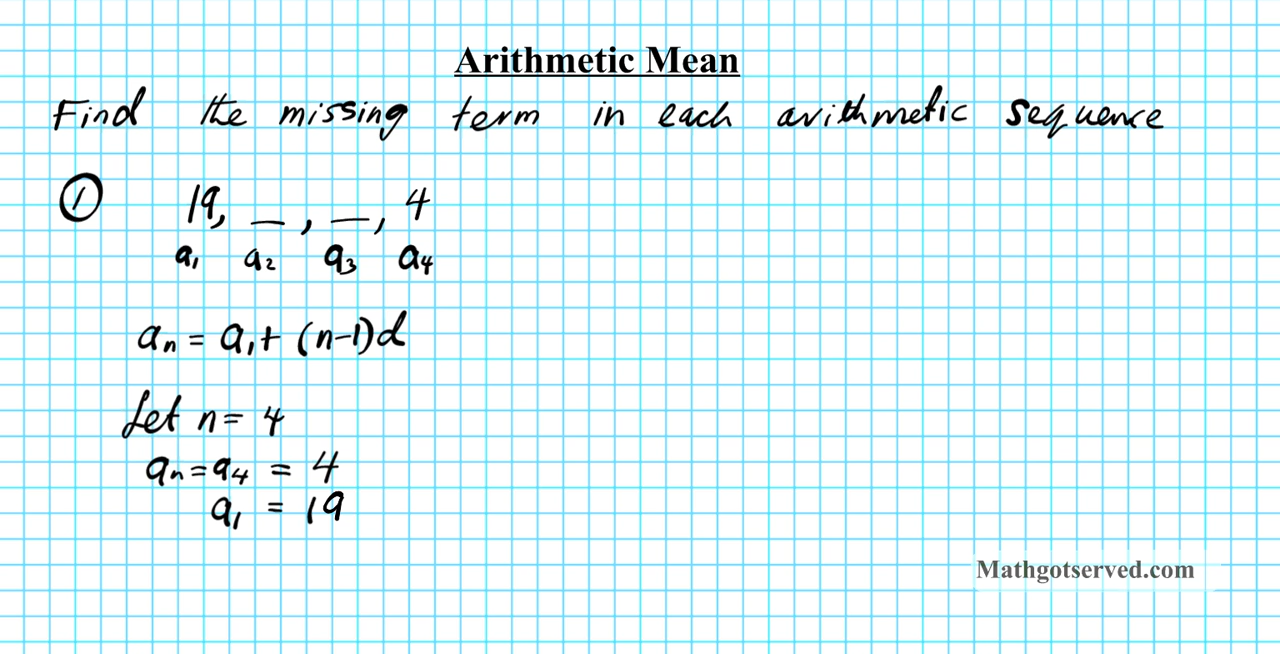 Arithmetic Mean
Find the missing term in each arithmetic sequence
① 19, _ , _ , 4
a₁ a₂ a₃ a₄
aₙ = a₁ + (n-1)d
Let n = 4
aₙ = a₄ = 4
a₁ = 19
Mathgotserved.com